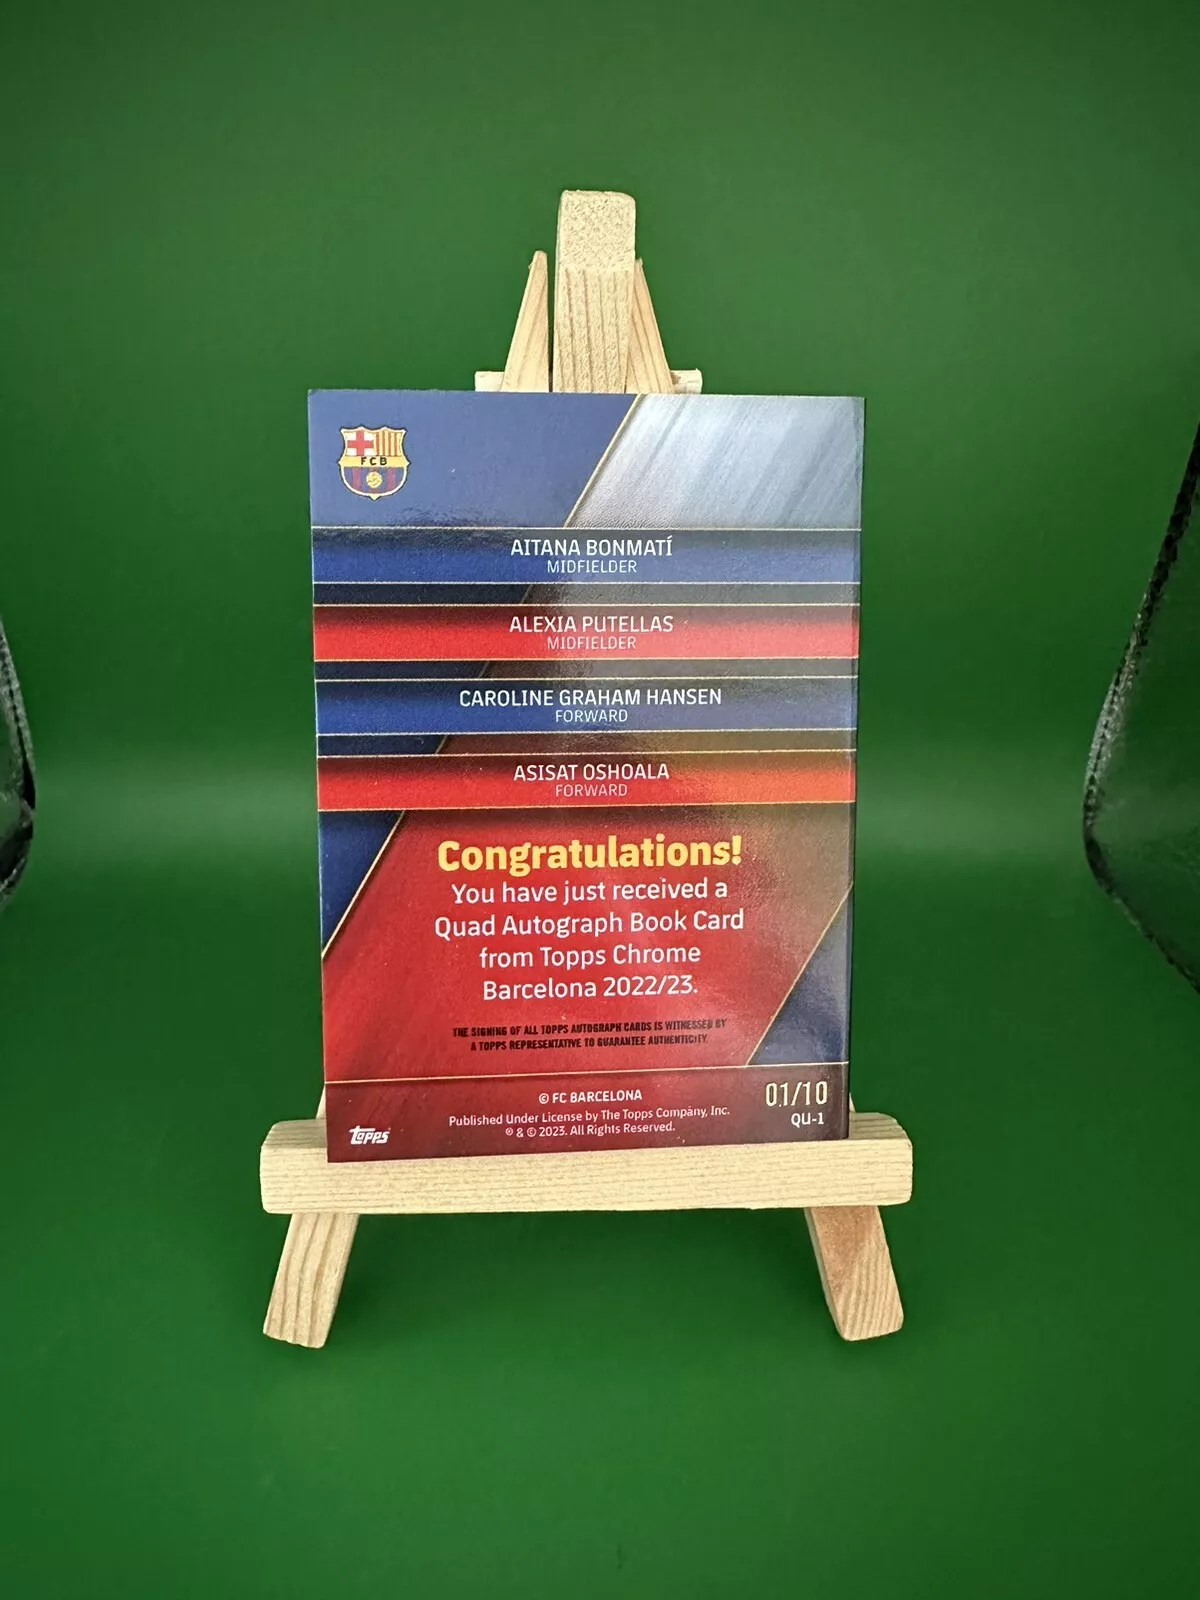 FCB
AITANA BONMATÍ
MIDFIELDER
ALEXIA PUTELLAS
MIDFIELDER
CAROLINE GRAHAM HANSEN
FORWARD
ASISAT OSHOALA
FORWARD
Congratulations!
You have just received a
Quad Autograph Book Card
from Topps Chrome
Barcelona 2022/23.
THE SIGNING OF ALL TOPPS AUTOGRAPH CARDS IS WITNESSED BY
A TOPPS REPRESENTATIVE TO GUARANTEE AUTHENTICITY.
© FC BARCELONA
Published Under License by The Topps Company, Inc.
® & © 2023. All Rights Reserved.
topps
01/10
QU-1